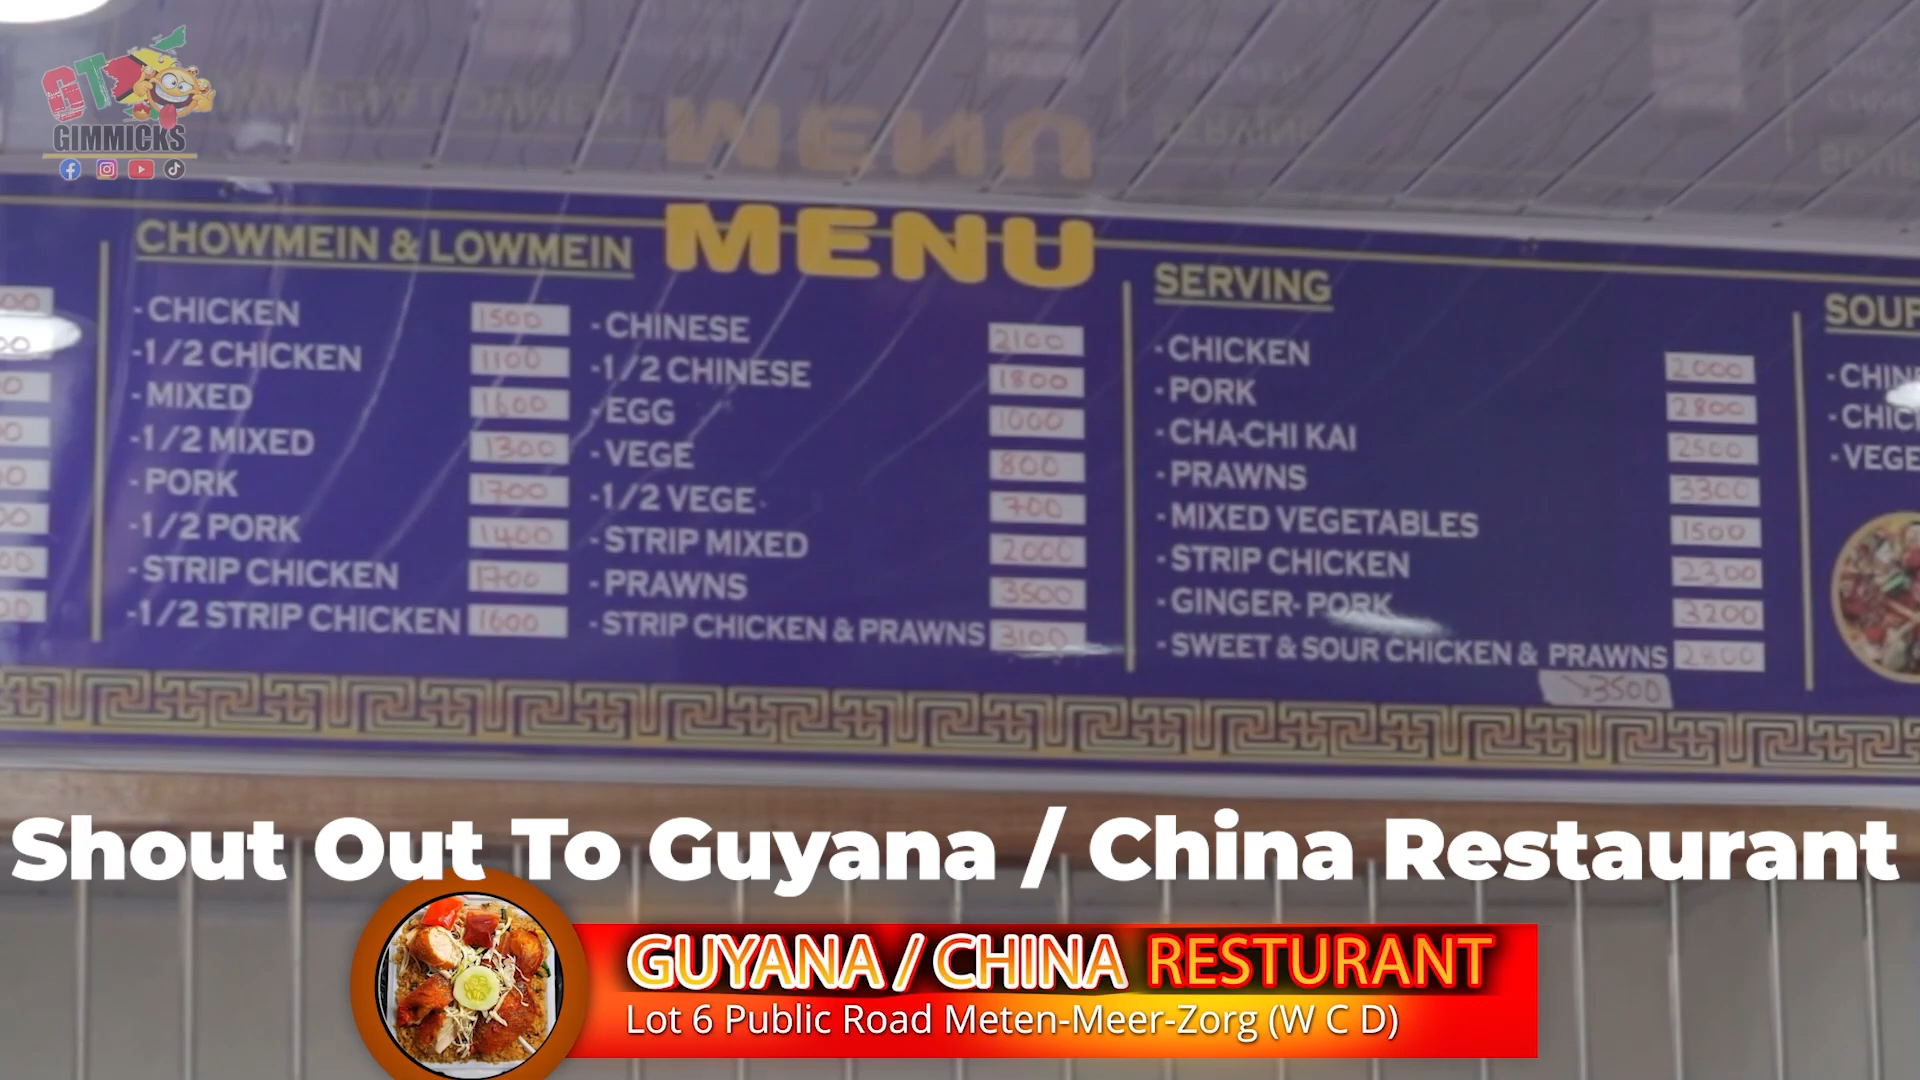 GT
GIMMICKS
MENU
CHOWMEIN & LOWMEIN
- CHICKEN 1500
-1/2 CHICKEN 1100
- MIXED 1600
-1/2 MIXED 1300
- PORK 1700
-1/2 PORK 1400
- STRIP CHICKEN 1700
-1/2 STRIP CHICKEN 1600
- CHINESE 2100
-1/2 CHINESE 1800
- EGG 1000
- VEGE 800
-1/2 VEGE 700
- STRIP MIXED 2000
- PRAWNS 3500
- STRIP CHICKEN & PRAWNS 3100
SERVING
- CHICKEN 2000
- PORK 2800
- CHA-CHI KAI 2500
- PRAWNS 3300
- MIXED VEGETABLES 1500
- STRIP CHICKEN 2300
- GINGER- PORK 3200
- SWEET & SOUR CHICKEN & PRAWNS 2800
3500
SOUP
- VEGE
Shout Out To Guyana / China Restaurant
GUYANA / CHINA RESTURANT
Lot 6 Public Road Meten-Meer-Zorg (W C D)